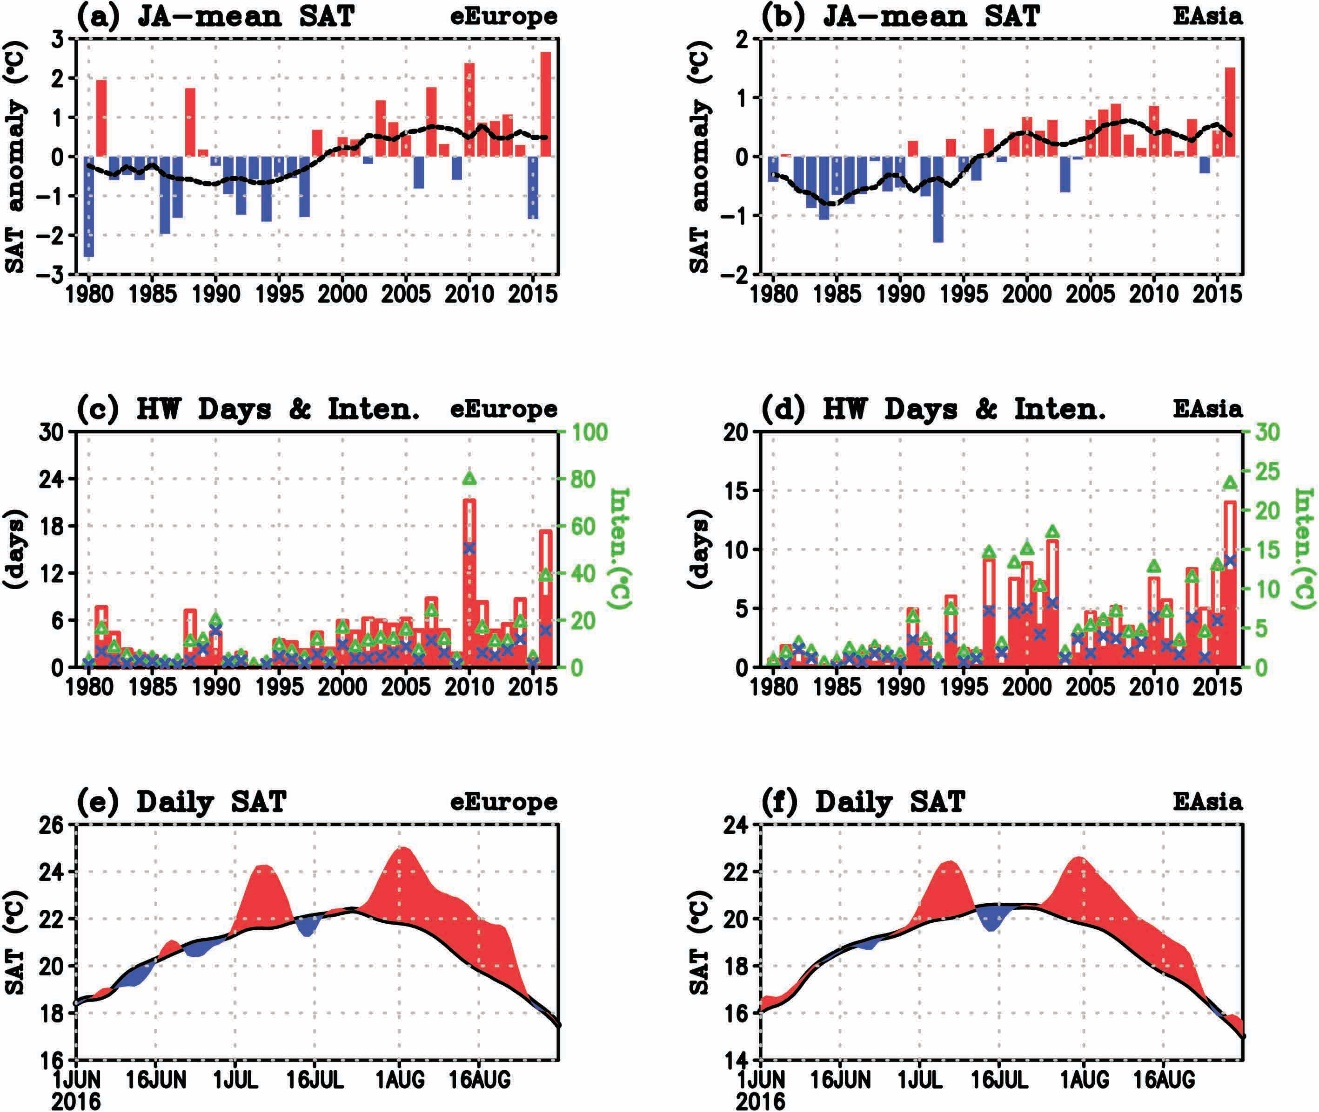 (a) JA-mean SAT eEurope
SAT anomaly (°C)
3
2
1
0
-1
-2
-3
1980 1985 1990 1995 2000 2005 2010 2015
(b) JA-mean SAT EAsia
SAT anomaly (°C)
2
1
0
-1
-2
1980 1985 1990 1995 2000 2005 2010 2015
(c) HW Days & Inten. eEurope
(days)
30
24
18
12
6
0
100
80
60
40
20
0
Inten.(°C)
1980 1985 1990 1995 2000 2005 2010 2015
(d) HW Days & Inten. EAsia
(days)
20
15
10
5
0
30
25
20
15
10
5
0
Inten.(°C)
1980 1985 1990 1995 2000 2005 2010 2015
(e) Daily SAT eEurope
SAT (°C)
26
24
22
20
18
16
1JUN 16JUN 1JUL 16JUL 1AUG 16AUG
2016
(f) Daily SAT EAsia
SAT (°C)
24
22
20
18
16
14
1JUN 16JUN 1JUL 16JUL 1AUG 16AUG
2016